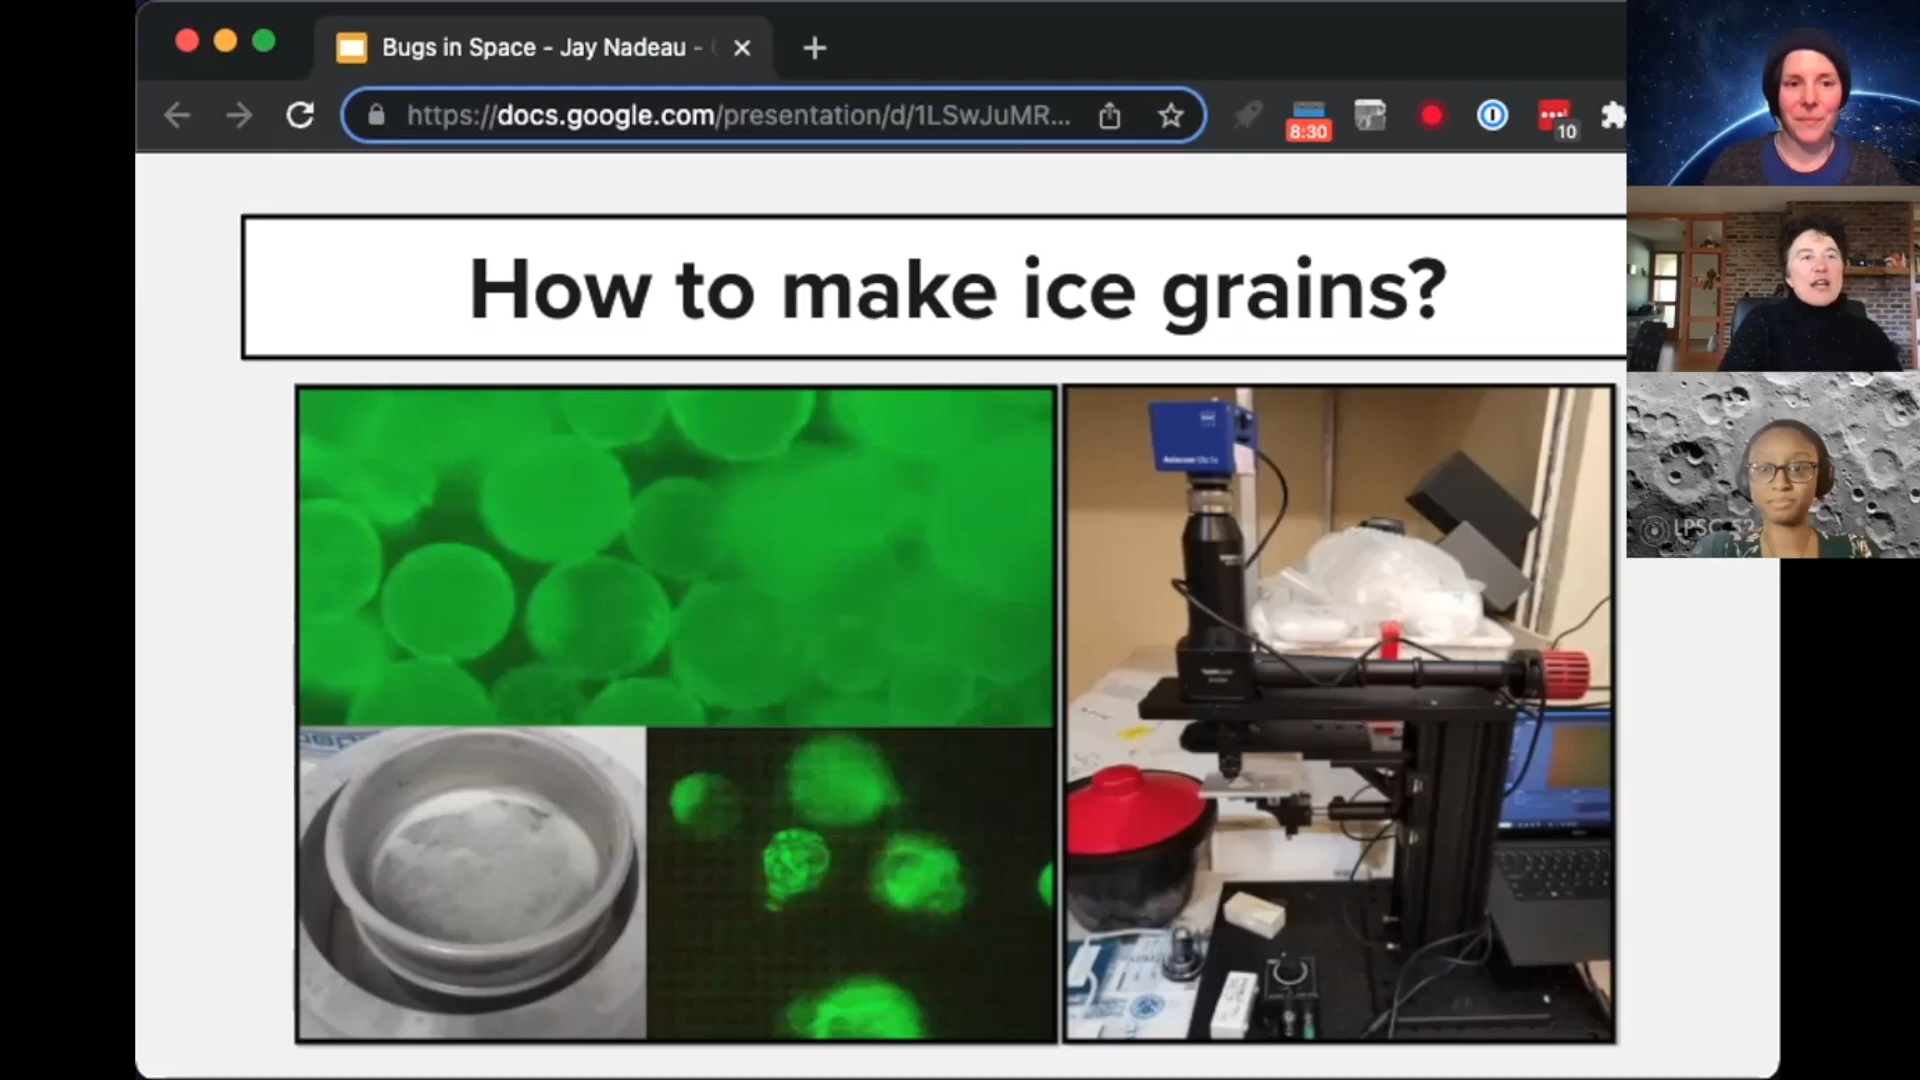 Bugs in Space - Jay Nadeau -
https://docs.google.com/presentation/d/1LSwJuMR...
8:30
10
How to make ice grains?
LPSC 52